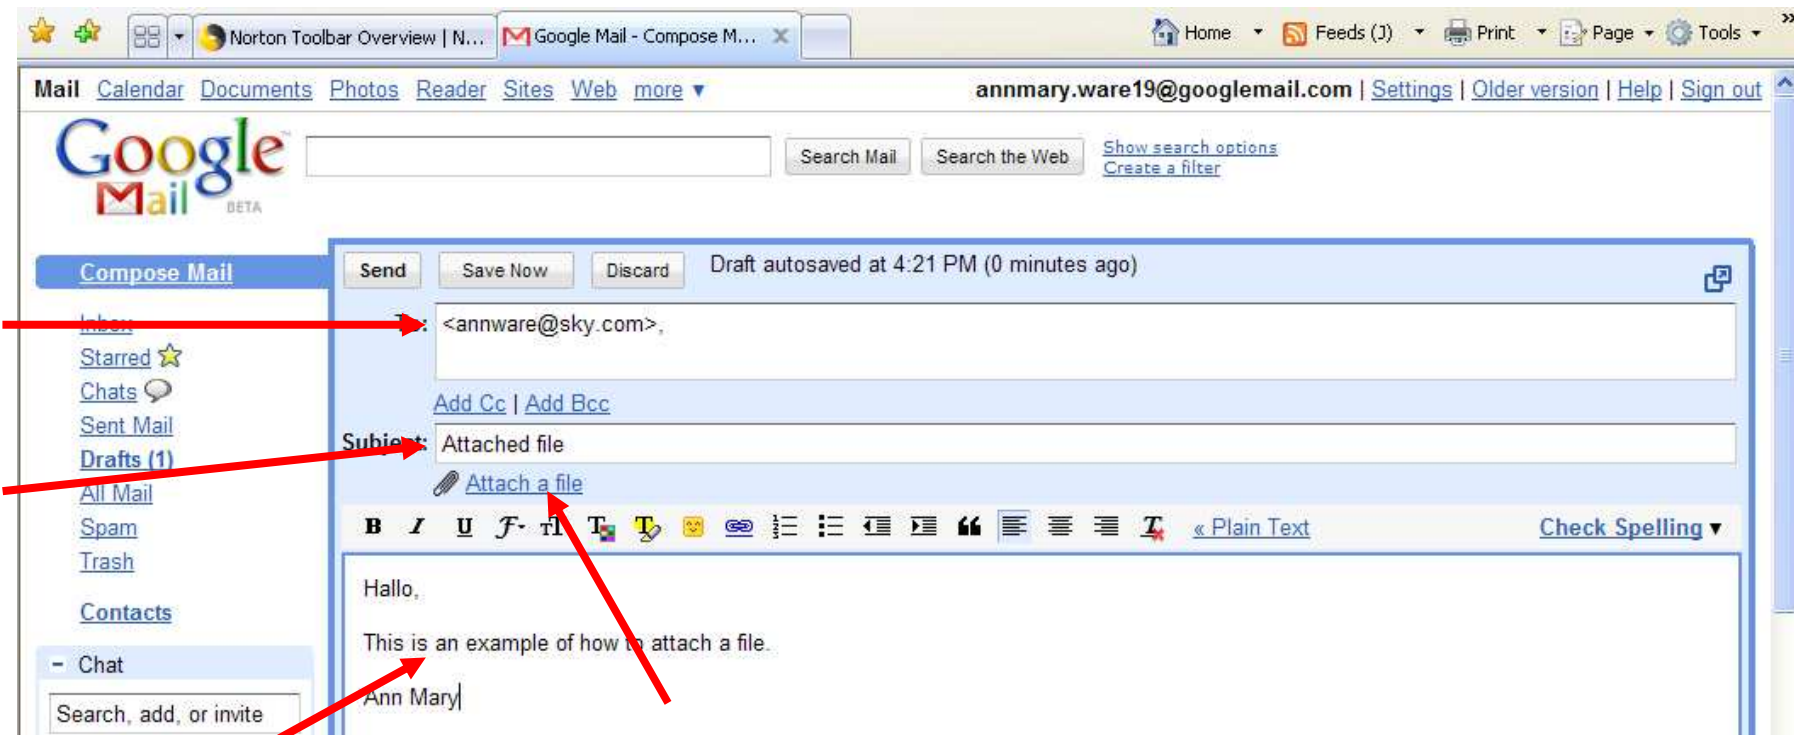 Norton Toolbar Overview | N... Google Mail - Compose M... Home Feeds (J) Print Page Tools
Mail Calendar Documents Photos Reader Sites Web more annmary.ware19@googlemail.com | Settings | Older version | Help | Sign out
Google Mail BETA
Search Mail Search the Web Show search options
Create a filter
Compose Mail Send Save Now Discard Draft autosaved at 4:21 PM (0 minutes ago)
Inbox To: <annware@sky.com>,
Starred
Chats Add Cc | Add Bcc
Sent Mail Subject: Attached file
Drafts (1)
All Mail Attach a file
Spam B I U F T T T « Plain Text Check Spelling
Trash
Hallo,
Contacts
This is an example of how to attach a file.
– Chat
Ann Mary
Search, add, or invite